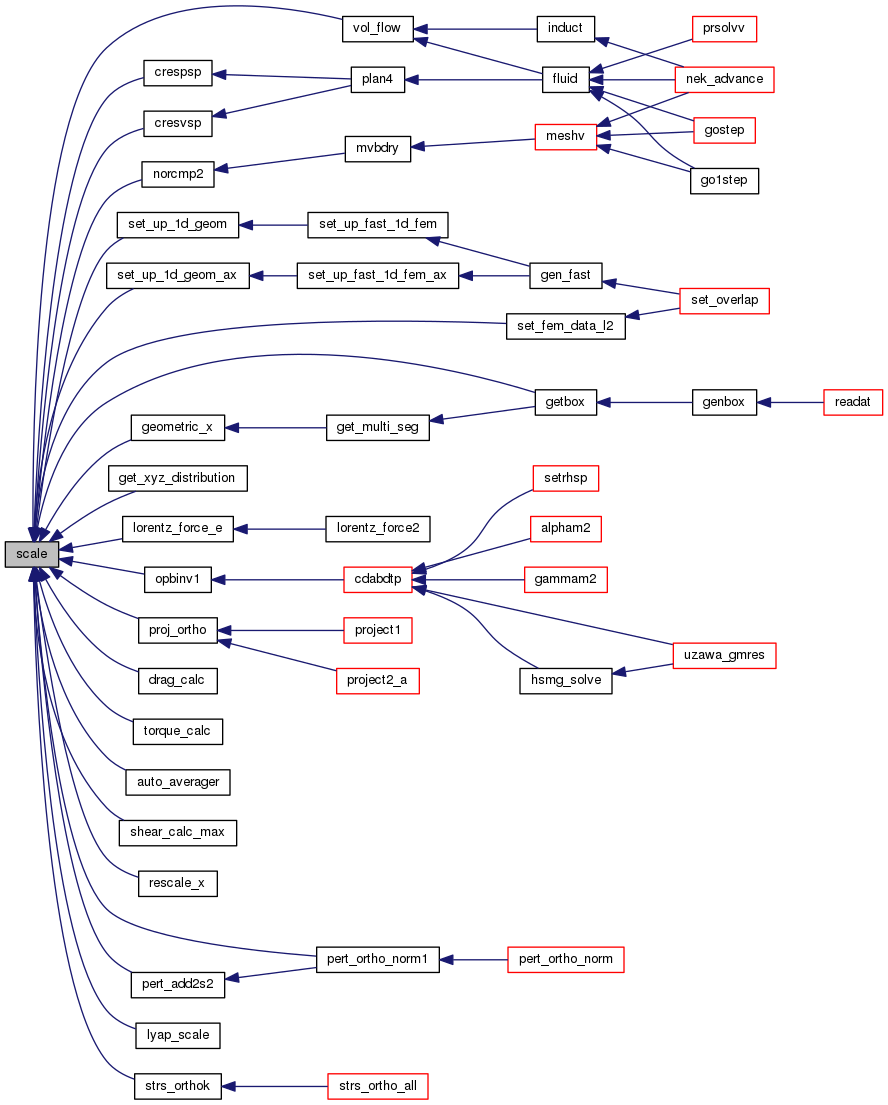 vol_flow
induct
prsolvv
crespsp
plan4
fluid
nek_advance
cresvsp
meshv
gostep
mvbdry
norcmp2
go1step
set_up_1d_geom
set_up_fast_1d_fem
set_up_1d_geom_ax
set_up_fast_1d_fem_ax
gen_fast
set_overlap
set_fem_data_l2
getbox
genbox
readat
geometric_x
get_multi_seg
get_xyz_distribution
setrhsp
lorentz_force_e
lorentz_force2
alpham2
scale
opbinv1
cdabdtp
gammam2
proj_ortho
project1
uzawa_gmres
drag_calc
project2_a
hsmg_solve
torque_calc
auto_averager
shear_calc_max
rescale_x
pert_ortho_norm1
pert_ortho_norm
pert_add2s2
lyap_scale
strs_orthok
strs_ortho_all